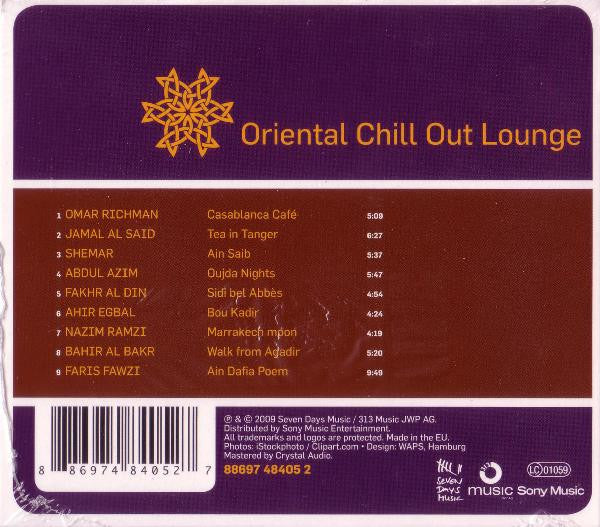 Oriental Chill Out Lounge
1 OMAR RICHMAN Casablanca Café 5:09
2 JAMAL AL SAID Tea in Tanger 6:27
3 SHEMAR Ain Saib 5:37
4 ABDUL AZIM Oujda Nights 5:47
5 FAKHR AL DIN Sidi bel Abbès 4:54
6 AHIR EGBAL Bou Kadir 4:24
7 NAZIM RAMZI Marrakech moon 4:19
8 BAHIR AL BAKR Walk from Agadir 5:20
9 FARIS FAWZI Ain Dafia Poem 9:49
℗ & © 2009 Seven Days Music / 313 Music JWP AG.
Distributed by Sony Music Entertainment.
All trademarks and logos are protected. Made in the EU.
Photos: iStockphoto / Clipart.com • Design: WAPS, Hamburg
Mastered by Crystal Audio.
88697 48405 2
8 86974 84052 7
SEVEN
DAYS
MUSIC
music
Sony Music
LC 01059